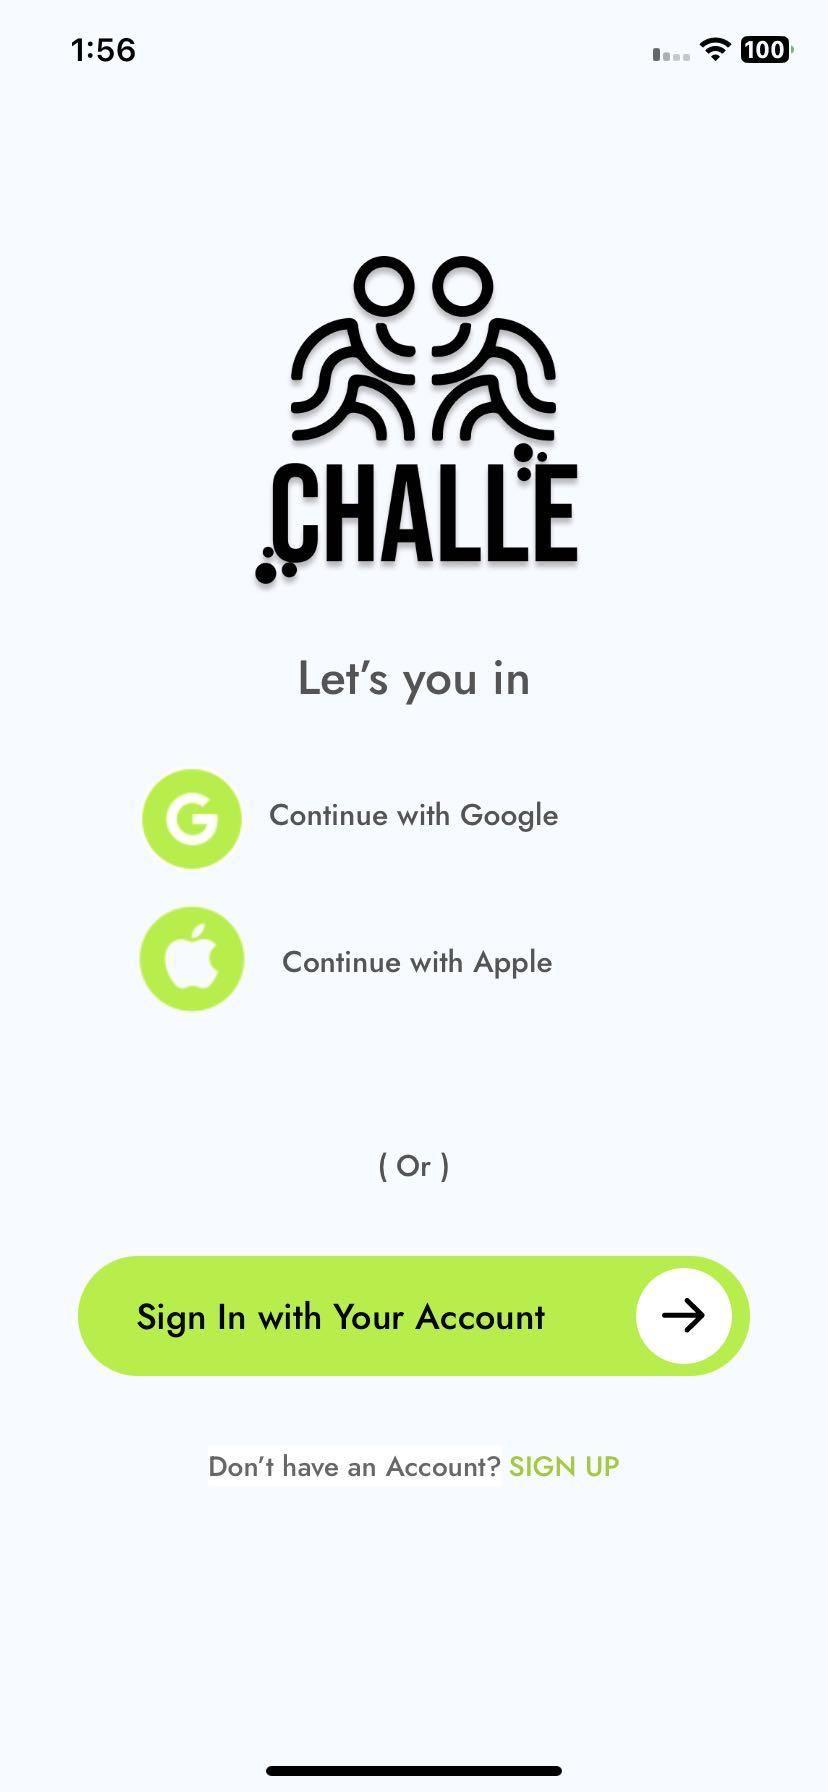 1:56
100
CHALLE
Let’s you in
G
Continue with Google
Continue with Apple
( Or )
Sign In with Your Account
Don’t have an Account? SIGN UP